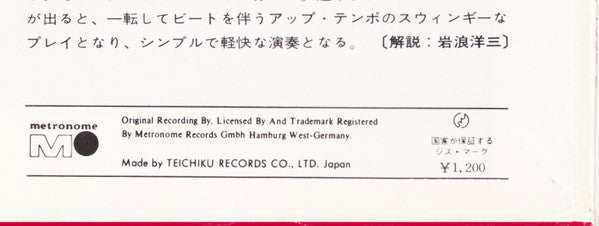 が出ると、一転してビートを伴うアップ・テンポのスウィンギーな
プレイとなり、シンプルで軽快な演奏となる。〔解説：岩浪洋三〕
metronome
Original Recording By, Licensed By And Trademark Registered
By Metronome Records Gmbh Hamburg West-Germany.
Made by TEICHIKU RECORDS CO., LTD. Japan
国家が保証する
ジス・マーク
¥1,200